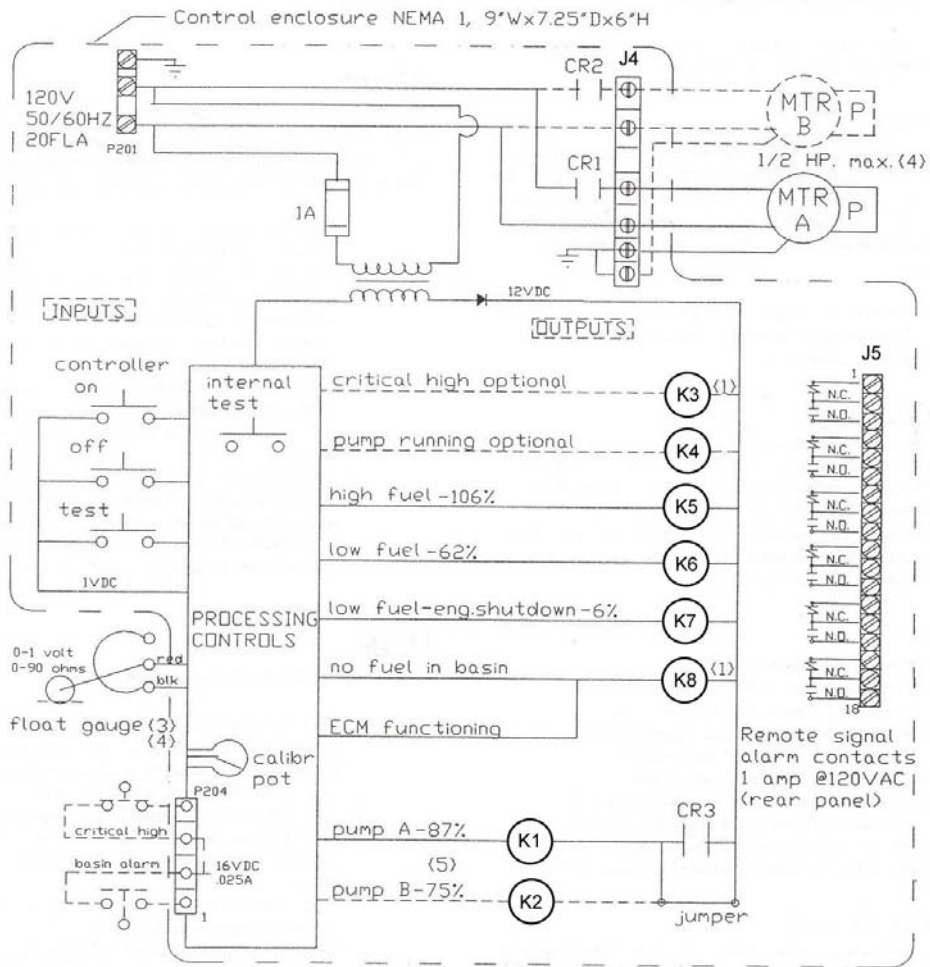 Control enclosure NEMA 1, 9"Wx7.25"Dx6"H
J4
CR2
120V
50/60HZ
20FLA
P201
MTR
B
P
1/2 HP. max.(4)
CR1
MTR
A
P
1A
12VDC
[INPUTS]
[OUTPUTS]
J5
controller
on
off
test
1VDC
internal
test
critical high optional
K3
(1)
pump running optional
K4
high fuel-106%
K5
low fuel-62%
K6
PROCESSING
CONTROLS
low fuel-eng.shutdown-6%
K7
no fuel in basin
K8
(1)
ECM functioning
1
N.C.
N.O.
N.C.
N.O.
N.C.
N.O.
N.C.
N.O.
N.C.
N.O.
N.C.
N.O.
18
0-1 volt
0-90 ohms
red
blk
float gauge(3)
(4)
calibr
pot
Remote signal
alarm contacts
1 amp @120VAC
(rear panel)
P204
critical high
basin alarm
16VDC
.025A
1
pump A-87%
K1
CR3
(5)
pump B-75%
K2
jumper